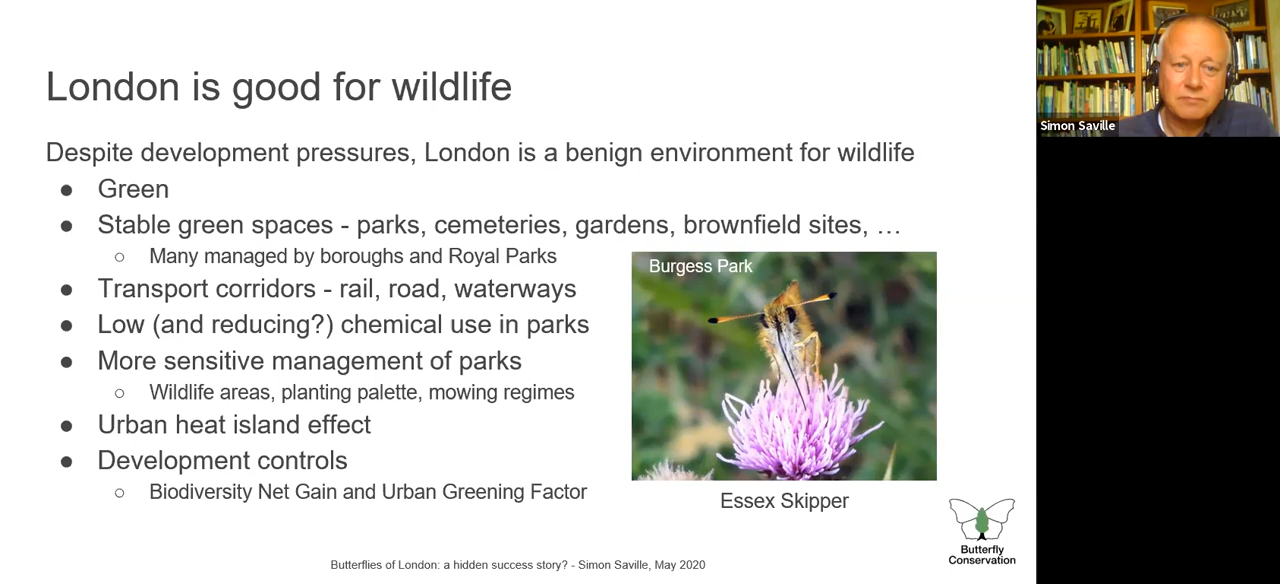 London is good for wildlife
Despite development pressures, London is a benign environment for wildlife
● Green
● Stable green spaces - parks, cemeteries, gardens, brownfield sites, …
○ Many managed by boroughs and Royal Parks
● Transport corridors - rail, road, waterways
● Low (and reducing?) chemical use in parks
● More sensitive management of parks
○ Wildlife areas, planting palette, mowing regimes
● Urban heat island effect
● Development controls
○ Biodiversity Net Gain and Urban Greening Factor
Burgess Park
Essex Skipper
Butterfly
Conservation
Butterflies of London: a hidden success story? - Simon Saville, May 2020
Simon Saville